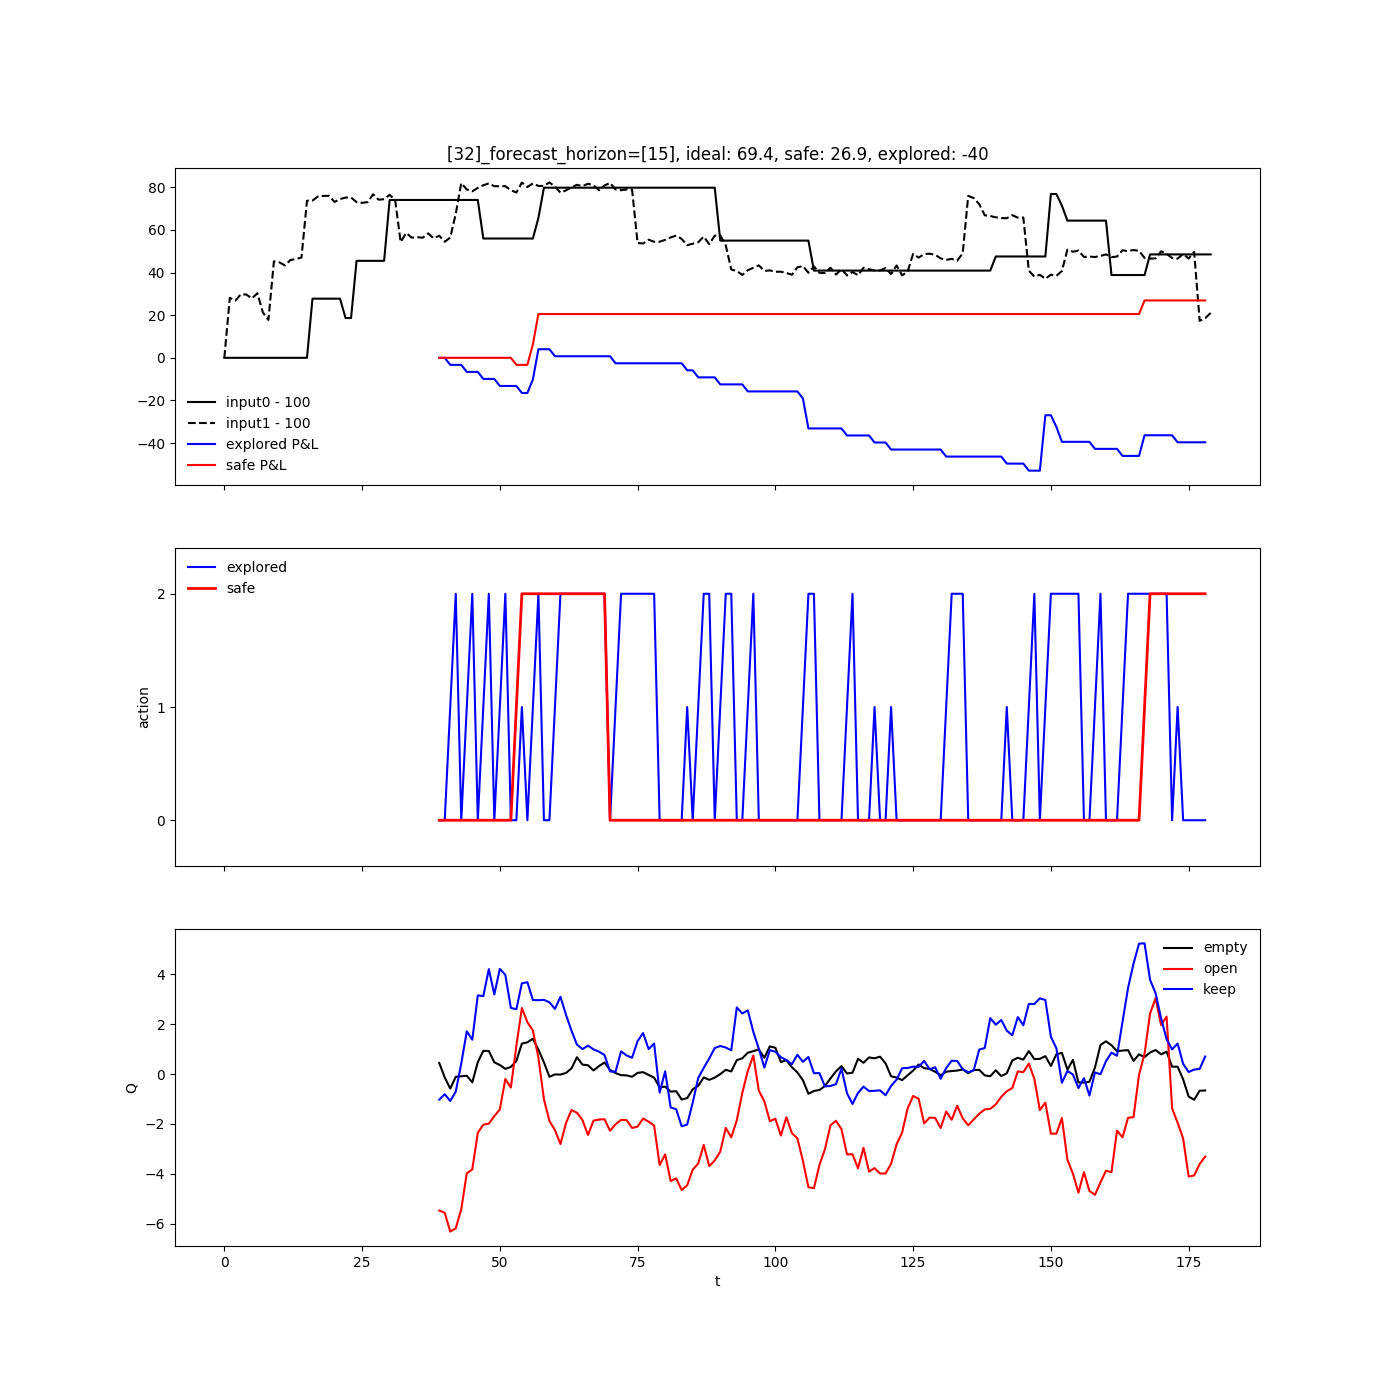 [32]_forecast_horizon=[15], ideal: 69.4, safe: 26.9, explored: -40
80
60
40
20
0
−20
−40
input0 - 100
input1 - 100
explored P&L
safe P&L
explored
safe
2
1
0
action
empty
open
keep
4
2
0
−2
−4
−6
Q
0 25 50 75 100 125 150 175
t